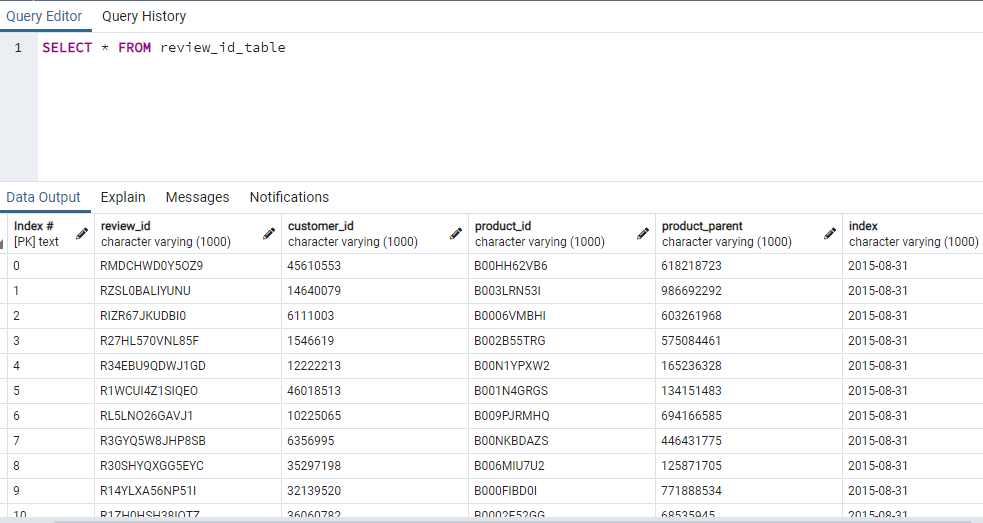 Query Editor Query History
1 SELECT * FROM review_id_table
Data Output Explain Messages Notifications
Index # review_id customer_id product_id product_parent index
[PK] text character varying (1000) character varying (1000) character varying (1000) character varying (1000) character varying (1000)
0 RMDCHWD0Y5OZ9 45610553 B00HH62VB6 618218723 2015-08-31
1 RZSL0BALIYUNU 14640079 B003LRN53I 986692292 2015-08-31
2 RIZR67JKUDBI0 6111003 B0006VMBHI 603261968 2015-08-31
3 R27HL570VNL85F 1546619 B002B55TRG 575084461 2015-08-31
4 R34EBU9QDWJ1GD 12222213 B00N1YPXW2 165236328 2015-08-31
5 R1WCUI4Z1SIQEO 46018513 B001N4GRGS 134151483 2015-08-31
6 RL5LNO26GAVJ1 10225065 B009PJRMHQ 694166585 2015-08-31
7 R3GYQ5W8JHP8SB 6356995 B00NKBDAZS 446431775 2015-08-31
8 R30SHYQXGG5EYC 35297198 B006MIU7U2 125871705 2015-08-31
9 R14YLXA56NP51I 32139520 B000FIBD0I 771888534 2015-08-31
10 R1ZH0HSH38IOTZ 36060782 B0002E52GG 68535945 2015-08-31